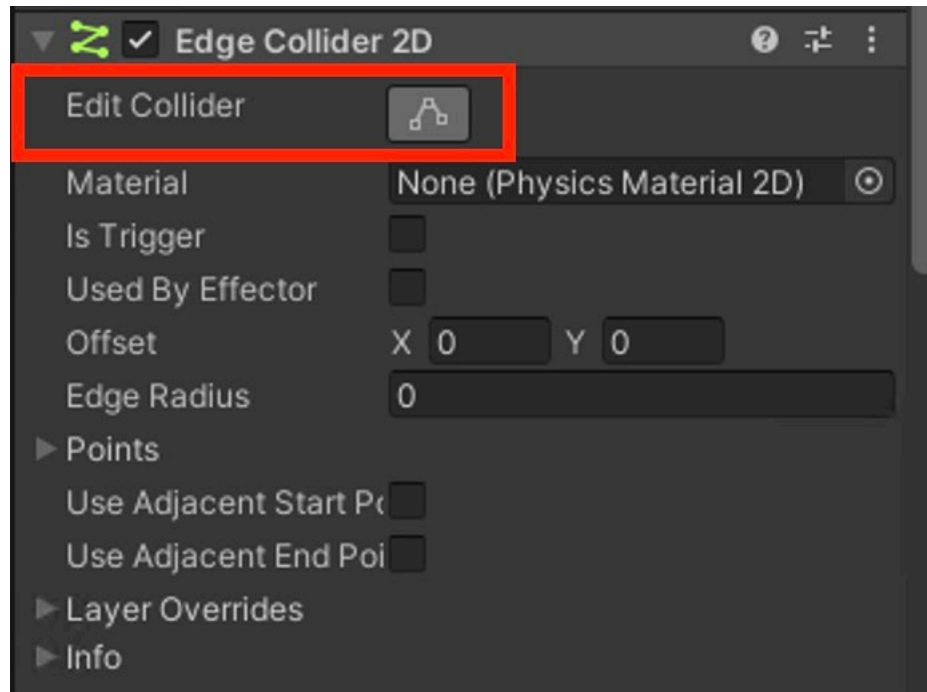 Edge Collider 2D
Edit Collider
Material None (Physics Material 2D)
Is Trigger
Used By Effector
Offset X 0 Y 0
Edge Radius 0
Points
Use Adjacent Start Po
Use Adjacent End Poi
Layer Overrides
Info